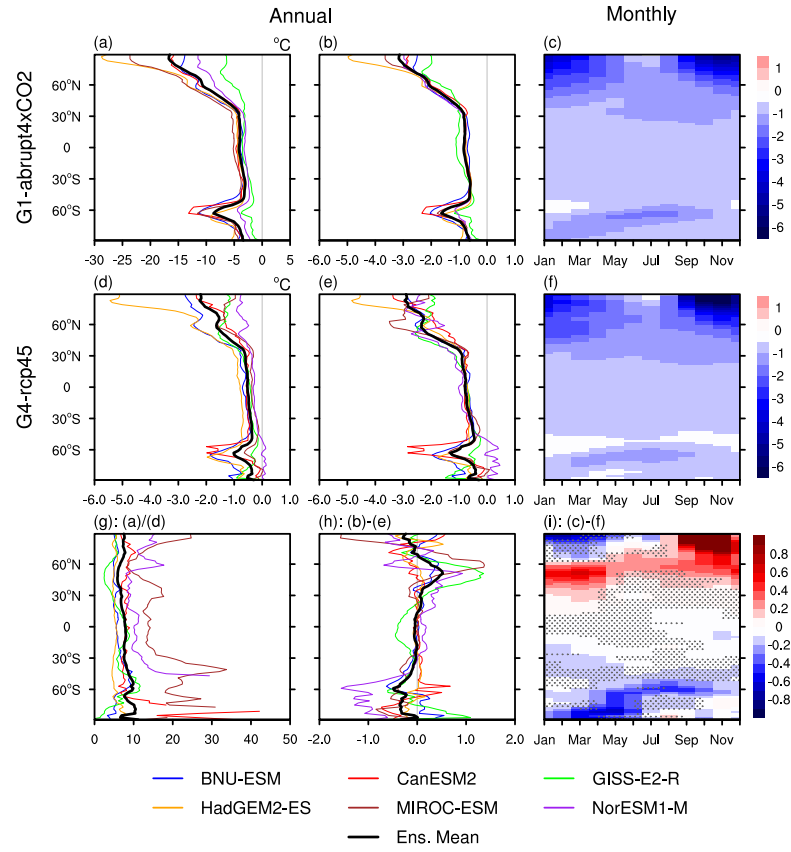 Annual Monthly
(a) °C (b) (c)
G1-abrupt4xCO2
60°N
30°N
0
30°S
60°S
1
0
-1
-2
-3
-4
-5
-6
-30 -25 -20 -15 -10 -5 0 5
-6.0 -5.0 -4.0 -3.0 -2.0 -1.0 0.0 1.0
Jan Mar May Jul Sep Nov
(d) °C (e) (f)
G4-rcp45
60°N
30°N
0
30°S
60°S
1
0
-1
-2
-3
-4
-5
-6
-6.0 -5.0 -4.0 -3.0 -2.0 -1.0 0.0 1.0
-6.0 -5.0 -4.0 -3.0 -2.0 -1.0 0.0 1.0
Jan Mar May Jul Sep Nov
(g): (a)/(d) (h): (b)-(e) (i): (c)-(f)
60°N
30°N
0
30°S
60°S
0.8
0.6
0.4
0.2
0
-0.2
-0.4
-0.6
-0.8
0 10 20 30 40 50
-2.0 -1.0 0.0 1.0 2.0
Jan Mar May Jul Sep Nov
BNU-ESM CanESM2 GISS-E2-R
HadGEM2-ES MIROC-ESM NorESM1-M
Ens. Mean